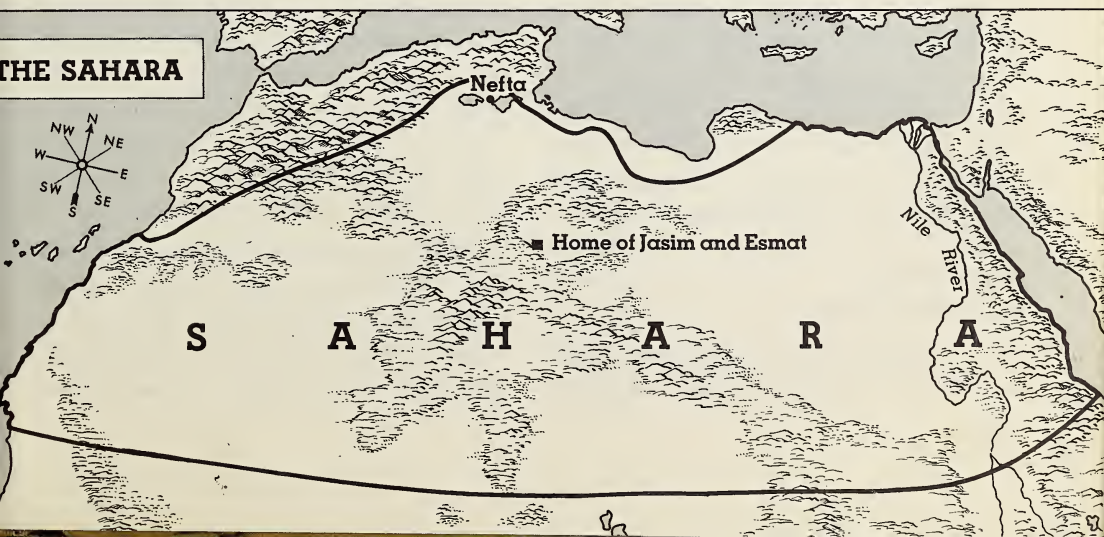 THE SAHARA
N
NW
NE
W
E
SW
SE
S
Nefta
Home of Jasim and Esmat
Nile
River
S A H A R A